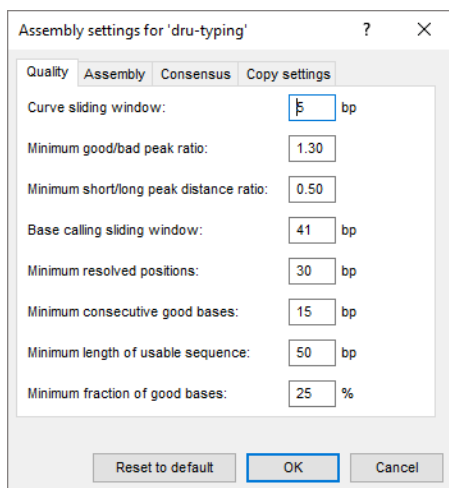 Assembly settings for 'dru-typing' ? ×
Quality Assembly Consensus Copy settings
Curve sliding window: 5 bp
Minimum good/bad peak ratio: 1.30
Minimum short/long peak distance ratio: 0.50
Base calling sliding window: 41 bp
Minimum resolved positions: 30 bp
Minimum consecutive good bases: 15 bp
Minimum length of usable sequence: 50 bp
Minimum fraction of good bases: 25 %
Reset to default OK Cancel